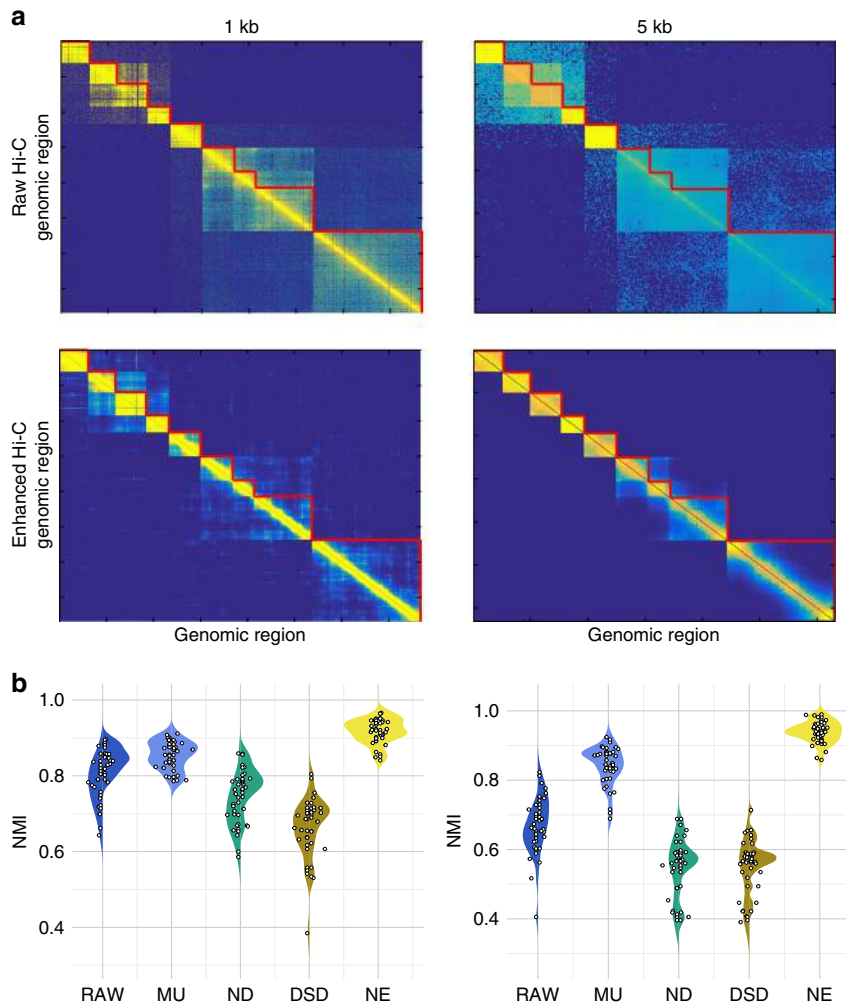 a
1 kb
5 kb
Raw Hi-C
genomic region
Enhanced Hi-C
genomic region
Genomic region
Genomic region
b
NMI
1.0
0.8
0.6
0.4
RAW
MU
ND
DSD
NE
NMI
1.0
0.8
0.6
0.4
RAW
MU
ND
DSD
NE